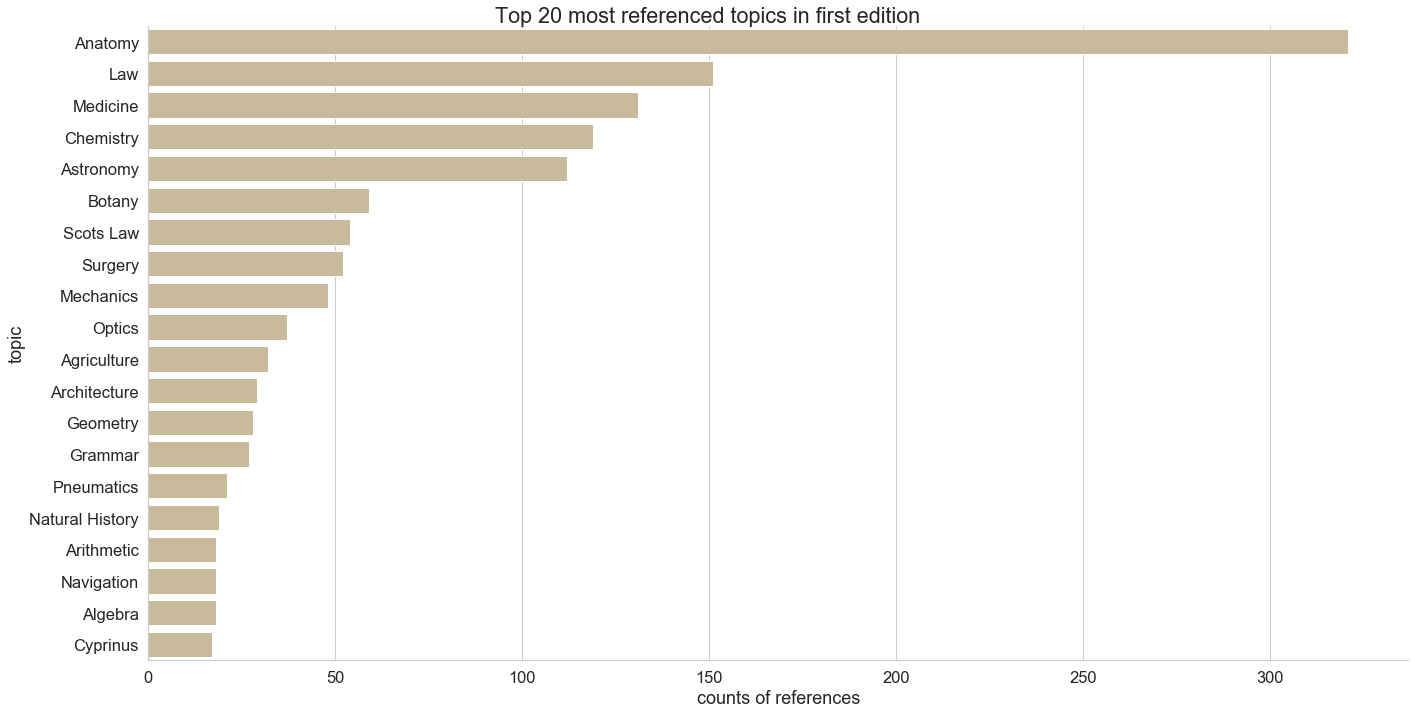 Top 20 most referenced topics in first edition
Anatomy
Law
Medicine
Chemistry
Astronomy
Botany
Scots Law
Surgery
Mechanics
Optics
Agriculture
Architecture
Geometry
Grammar
Pneumatics
Natural History
Arithmetic
Navigation
Algebra
Cyprinus
topic
0 50 100 150 200 250 300
counts of references